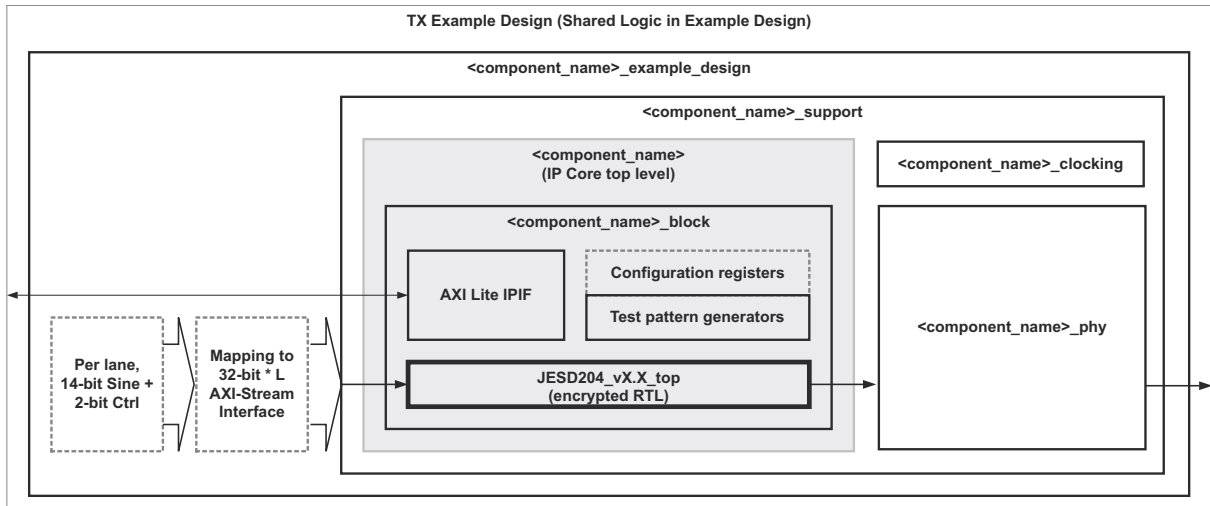 TX Example Design (Shared Logic in Example Design)
<component_name>_example_design
<component_name>_support
<component_name>
(IP Core top level)
<component_name>_clocking
<component_name>_block
AXI Lite IPIF
Configuration registers
Test pattern generators
<component_name>_phy
Per lane,
14-bit Sine +
2-bit Ctrl
Mapping to
32-bit * L
AXI-Stream
Interface
JESD204_vX.X_top
(encrypted RTL)